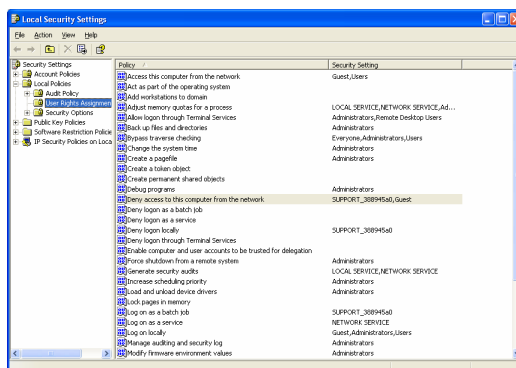 Local Security Settings
File Action View Help
Security Settings
Account Policies
Local Policies
Audit Policy
User Rights Assignmen
Security Options
Public Key Policies
Software Restriction Policie
IP Security Policies on Loca
Policy Security Setting
Access this computer from the network Guest,Users
Act as part of the operating system
Add workstations to domain
Adjust memory quotas for a process LOCAL SERVICE,NETWORK SERVICE,Ad...
Allow logon through Terminal Services Administrators,Remote Desktop Users
Back up files and directories Administrators
Bypass traverse checking Everyone,Administrators,Users
Change the system time Administrators
Create a pagefile Administrators
Create a token object
Create permanent shared objects
Debug programs Administrators
Deny access to this computer from the network SUPPORT_388945a0,Guest
Deny logon as a batch job
Deny logon as a service
Deny logon locally SUPPORT_388945a0
Deny logon through Terminal Services
Enable computer and user accounts to be trusted for delegation
Force shutdown from a remote system Administrators
Generate security audits LOCAL SERVICE,NETWORK SERVICE
Increase scheduling priority Administrators
Load and unload device drivers Administrators
Lock pages in memory
Log on as a batch job SUPPORT_388945a0
Log on as a service NETWORK SERVICE
Log on locally Guest,Administrators,Users
Manage auditing and security log Administrators
Modify firmware environment values Administrators